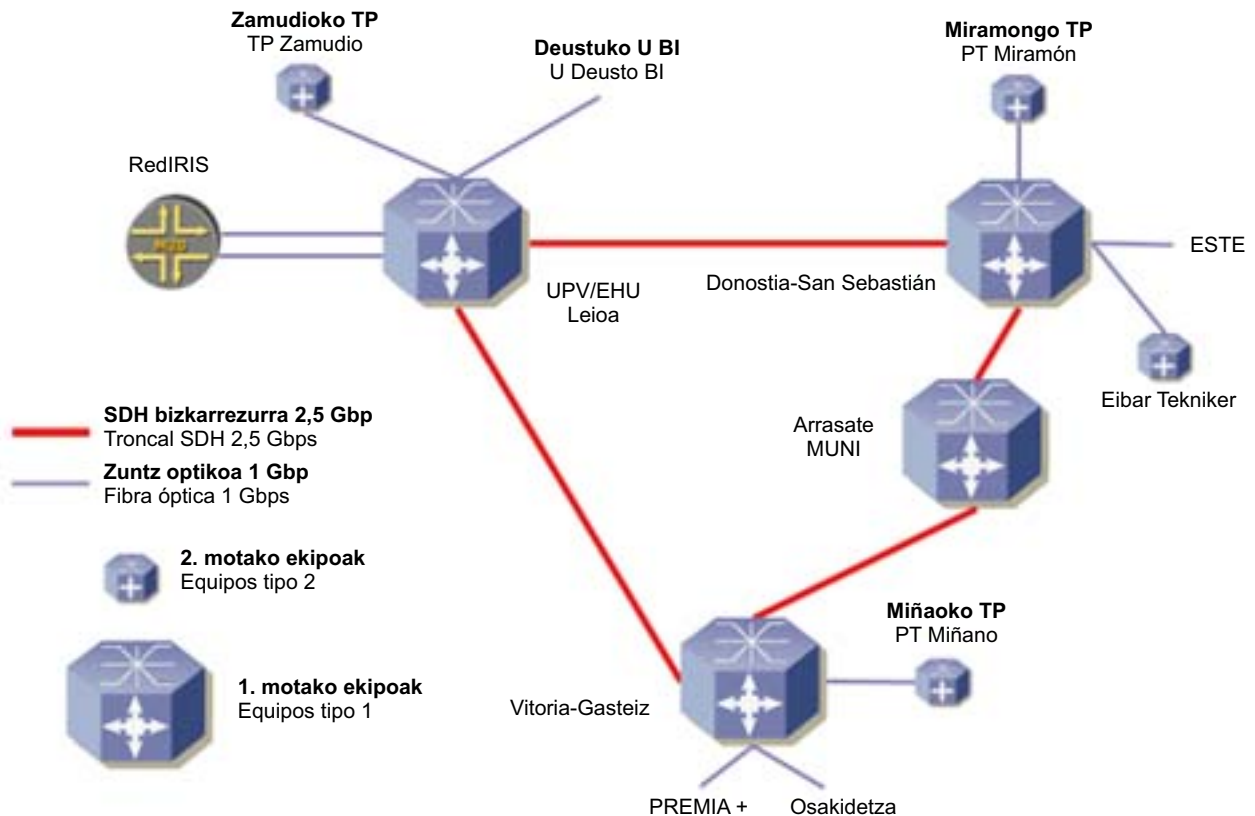 Zamudioko TP
TP Zamudio
Deustuko U BI
U Deusto BI
Miramongo TP
PT Miramón
RedIRIS
M20
UPV/EHU
Leioa
Donostia-San Sebastián
ESTE
Eibar Tekniker
Arrasate
MUNI
SDH bizkarrezurra 2,5 Gbp
Troncal SDH 2,5 Gbps
Zuntz optikoa 1 Gbp
Fibra óptica 1 Gbps
2. motako ekipoak
Equipos tipo 2
1. motako ekipoak
Equipos tipo 1
Miñaoko TP
PT Miñano
Vitoria-Gasteiz
PREMIA +
Osakidetza